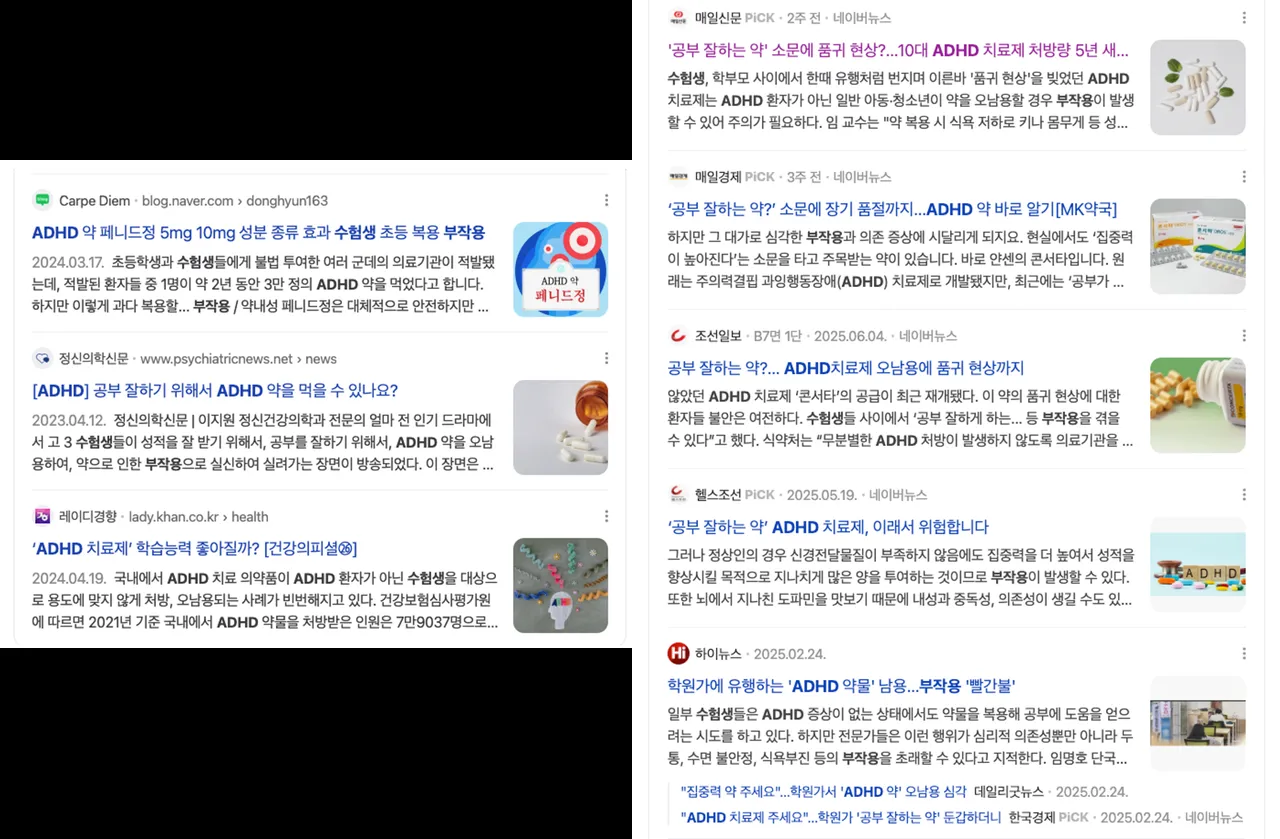 Carpe Diem · blog.naver.com › donghyun163
ADHD 약 페니드정 5mg 10mg 성분 종류 효과 수험생 초등 복용 부작용
2024.03.17. 초등학생과 수험생들에게 불법 투여한 여러 군데의 의료기관이 적발됐
는데, 적발된 환자들 중 1명이 약 2년 동안 3만 정의 ADHD 약을 먹었다고 합니다.
하지만 이렇게 과다 복용할... 부작용 / 약내성 페니드정은 대체적으로 안전하지만 ...
ADHD 약
페니드정
정신의학신문 · www.psychiatricnews.net › news
[ADHD] 공부 잘하기 위해서 ADHD 약을 먹을 수 있나요?
2023.04.12. 정신의학신문 | 이지원 정신건강의학과 전문의 얼마 전 인기 드라마에
서 고 3 수험생들이 성적을 잘 받기 위해서, 공부를 잘하기 위해서, ADHD 약을 오남
용하여, 약으로 인한 부작용으로 실신하여 실려가는 장면이 방송되었다. 이 장면은 ...
레이디경향 · lady.khan.co.kr › health
‘ADHD 치료제’ 학습능력 좋아질까? [건강의피셜㉖]
2024.04.19. 국내에서 ADHD 치료 의약품이 ADHD 환자가 아닌 수험생을 대상으
로 용도에 맞지 않게 처방, 오남용되는 사례가 빈번해지고 있다. 건강보험심사평가원
에 따르면 2021년 기준 국내에서 ADHD 약물을 처방받은 인원은 7만9037명으로...
매일신문 PiCK · 2주 전 · 네이버뉴스
'공부 잘하는 약' 소문에 품귀 현상?...10대 ADHD 치료제 처방량 5년 새...
수험생, 학부모 사이에서 한때 유행처럼 번지며 이른바 '품귀 현상'을 빚었던 ADHD
치료제는 ADHD 환자가 아닌 일반 아동·청소년이 약을 오남용할 경우 부작용이 발생
할 수 있어 주의가 필요하다. 임 교수는 "약 복용 시 식욕 저하로 키나 몸무게 등 성...
매일경제 PiCK · 3주 전 · 네이버뉴스
‘공부 잘하는 약?’ 소문에 장기 품절까지...ADHD 약 바로 알기[MK약국]
하지만 그 대가로 심각한 부작용과 의존 증상에 시달리게 되지요. 현실에서도 ‘집중력
이 높아진다’는 소문을 타고 주목받는 약이 있습니다. 바로 얀센의 콘서타입니다. 원
래는 주의력결핍 과잉행동장애(ADHD) 치료제로 개발됐지만, 최근에는 ‘공부가 ...
조선일보 · B7면 1단 · 2025.06.04. · 네이버뉴스
공부 잘하는 약?... ADHD치료제 오남용에 품귀 현상까지
않았던 ADHD 치료제 ‘콘서타’의 공급이 최근 재개됐다. 이 약의 품귀 현상에 대한
환자들 불안은 여전하다. 수험생들 사이에서 ‘공부 잘하게 하는... 등 부작용을 겪을
수 있다”고 했다. 식약처는 “무분별한 ADHD 처방이 발생하지 않도록 의료기관을 ...
헬스조선 PiCK · 2025.05.19. · 네이버뉴스
‘공부 잘하는 약’ ADHD 치료제, 이래서 위험합니다
그러나 정상인의 경우 신경전달물질이 부족하지 않음에도 집중력을 더 높여서 성적을
향상시킬 목적으로 지나치게 많은 양을 투여하는 것이므로 부작용이 발생할 수 있다.
또한 뇌에서 지나친 도파민을 맛보기 때문에 내성과 중독성, 의존성이 생길 수도 있...
ADHD
Hi 하이뉴스 · 2025.02.24.
학원가에 유행하는 'ADHD 약물' 남용...부작용 '빨간불'
일부 수험생들은 ADHD 증상이 없는 상태에서도 약물을 복용해 공부에 도움을 얻으
려는 시도를 하고 있다. 하지만 전문가들은 이런 행위가 심리적 의존성뿐만 아니라 두
통, 수면 불안정, 식욕부진 등의 부작용을 초래할 수 있다고 지적한다. 임명호 단국...
"집중력 약 주세요"...학원가서 'ADHD 약' 오남용 심각 데일리굿뉴스 · 2025.02.24.
"ADHD 치료제 주세요"...학원가 '공부 잘하는 약' 둔갑하더니 한국경제 PiCK · 2025.02.24. · 네이버뉴스